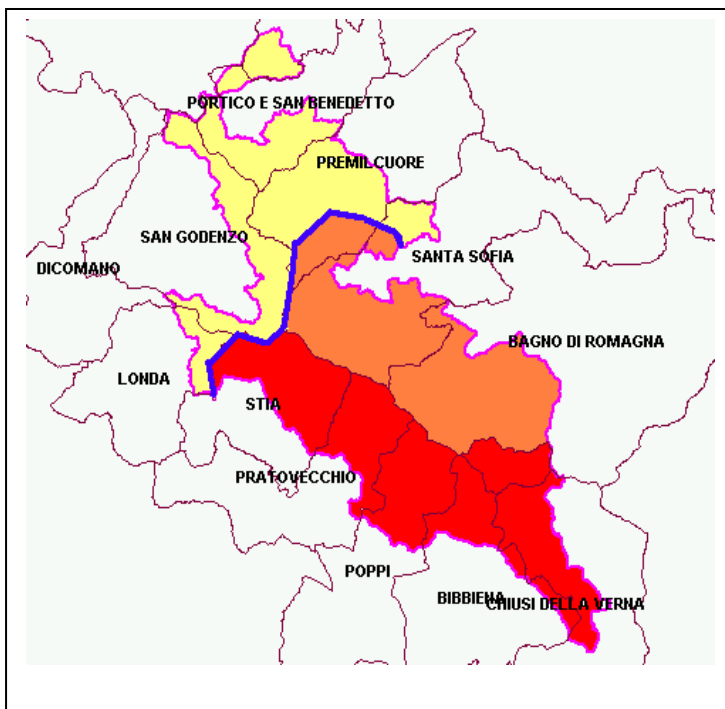 PORTICO E SAN BENEDETTO
PREMILCUORE
SAN GODENZO
SANTA SOFIA
DICOMANO
BAGNO DI ROMAGNA
LONDA
STIA
PRATOVECCHIO
POPPI
BIBBIENA
CHIUSI DELLA VERNA